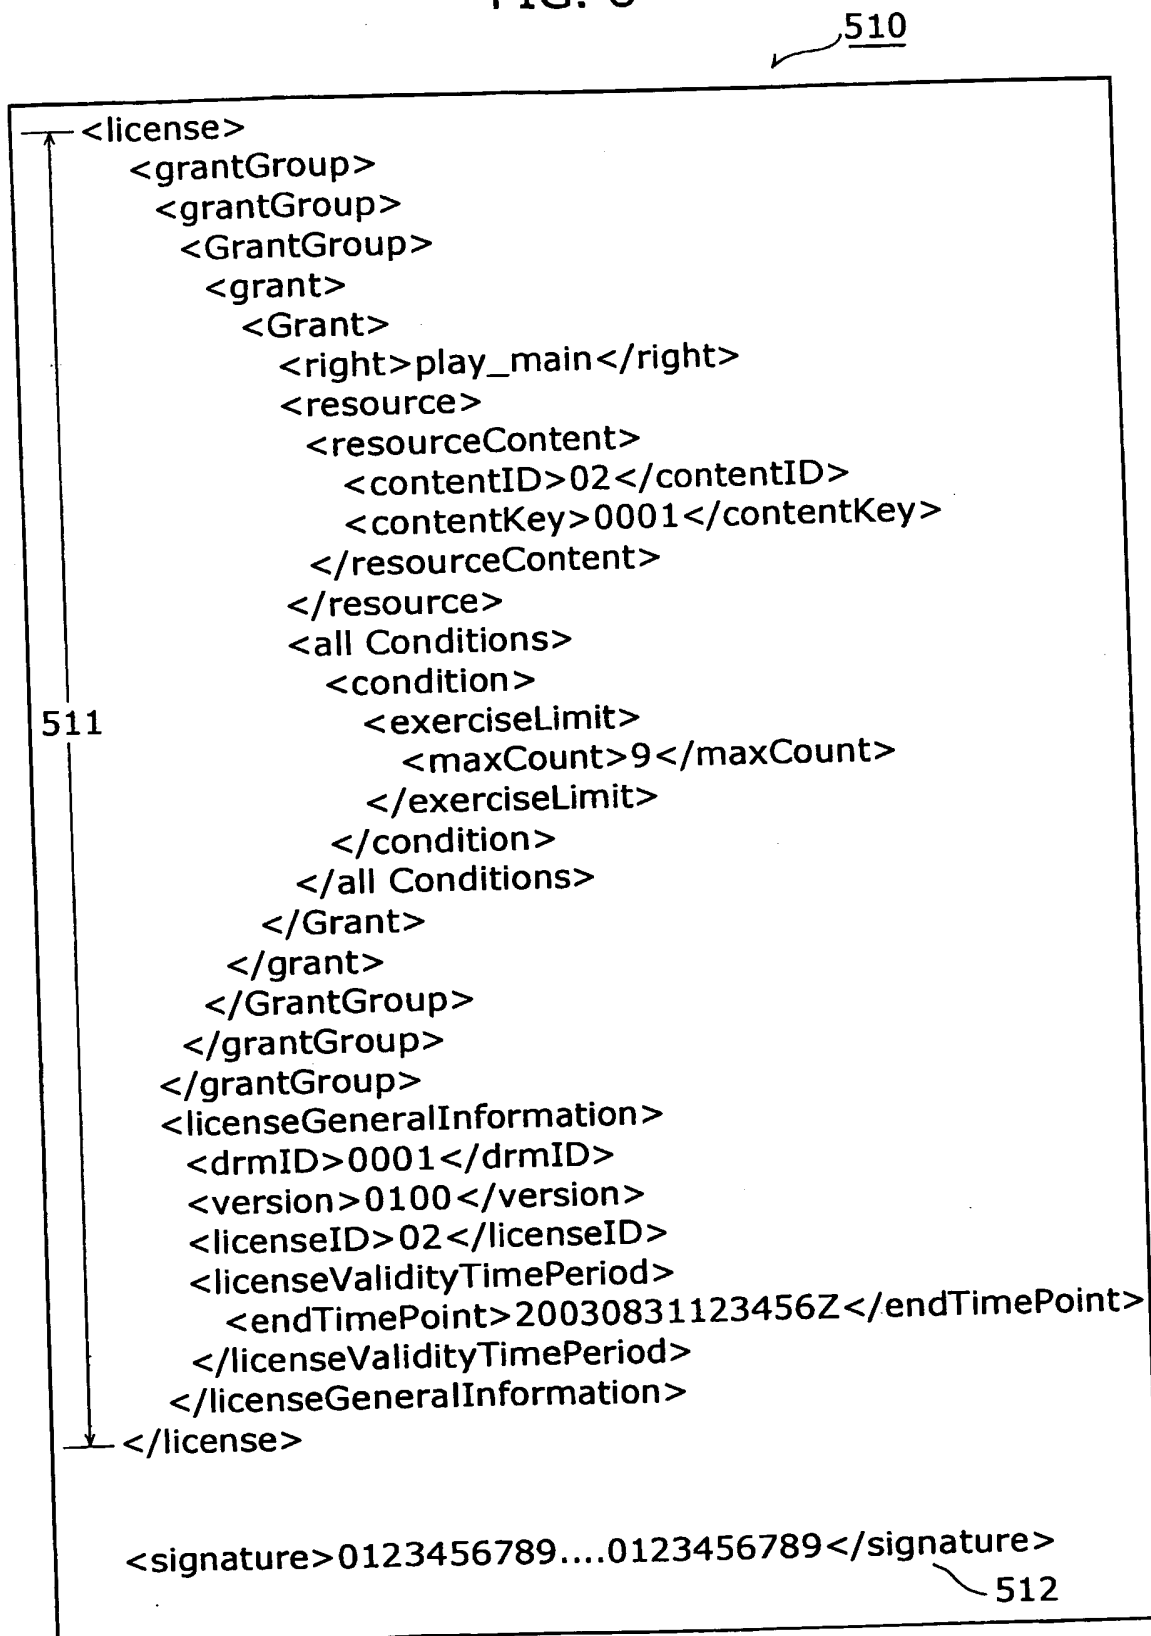 510
<license>
<grantGroup>
<grantGroup>
<GrantGroup>
<grant>
<Grant>
<right>play_main</right>
<resource>
<resourceContent>
<contentID>02</contentID>
<contentKey>0001</contentKey>
</resourceContent>
</resource>
<all Conditions>
<condition>
511
<exerciseLimit>
<maxCount>9</maxCount>
</exerciseLimit>
</condition>
</all Conditions>
</Grant>
</grant>
</GrantGroup>
</grantGroup>
</grantGroup>
<licenseGeneralInformation>
<drmID>0001</drmID>
<version>0100</version>
<licenseID>02</licenseID>
<licenseValidityTimePeriod>
<endTimePoint>20030831123456Z</endTimePoint>
</licenseValidityTimePeriod>
</licenseGeneralInformation>
</license>
<signature>0123456789....0123456789</signature>
512